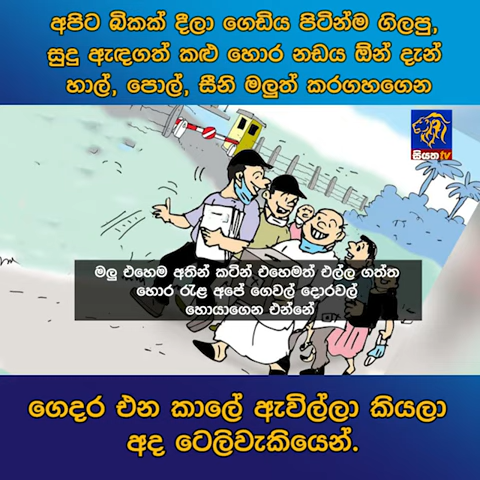 අපිට බිකක් දීලා ගෙඩිය පිටින්ම ගිලපු,
සුදු ඇඳගත් කළු හොර නඩය ඕන් දැන්
හාල්, පොල්, සීනි මලුත් කරගහගෙන
සියත tv
මලු එහෙම අතින් කටින් එහෙමත් එල්ල ගත්ත
හොර රැළ අපේ ගෙවල් දොරවල්
හොයාගෙන එන්නේ
ගෙදර එන කාලේ ඇවිල්ලා කියලා
අද ටෙලිවැකියෙන්.